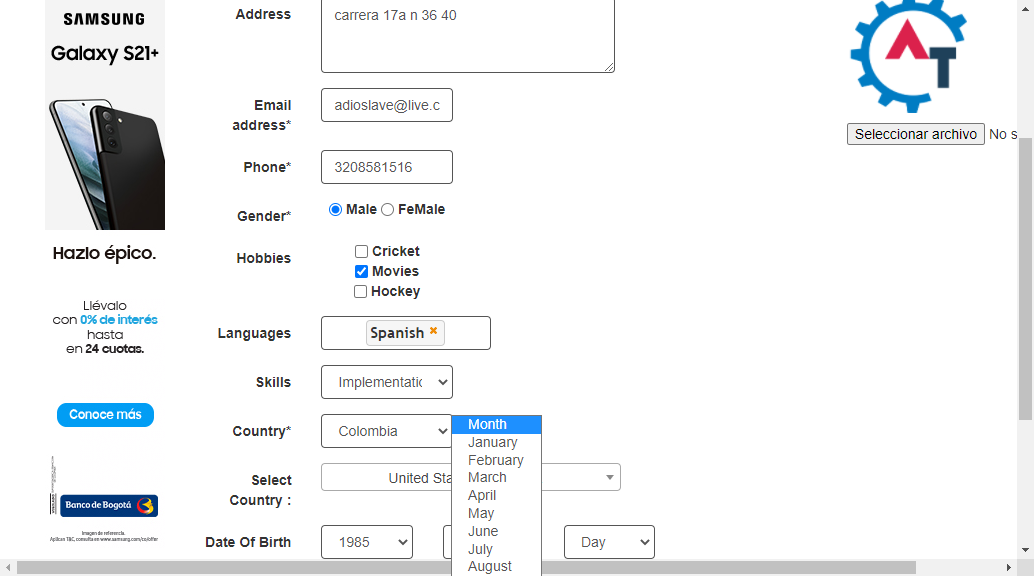 SAMSUNG
Galaxy S21+
Hazlo épico.
Llévalo
con 0% de interés
hasta
en 24 cuotas.
Conoce más
Banco de Bogotá
Imagen de referencia.
Aplican T&C, consulta en www.samsung.com/co/offer
Address
carrera 17a n 36 40
Email address*
adioslave@live.c
Phone*
3208581516
Gender*
Male FeMale
Hobbies
Cricket
Movies
Hockey
Languages
Spanish
Skills
Implementatic
Country*
Colombia
Select Country :
United Sta
Date Of Birth
1985
Month
January
February
March
April
May
June
July
August
Day
AT
Seleccionar archivo No s